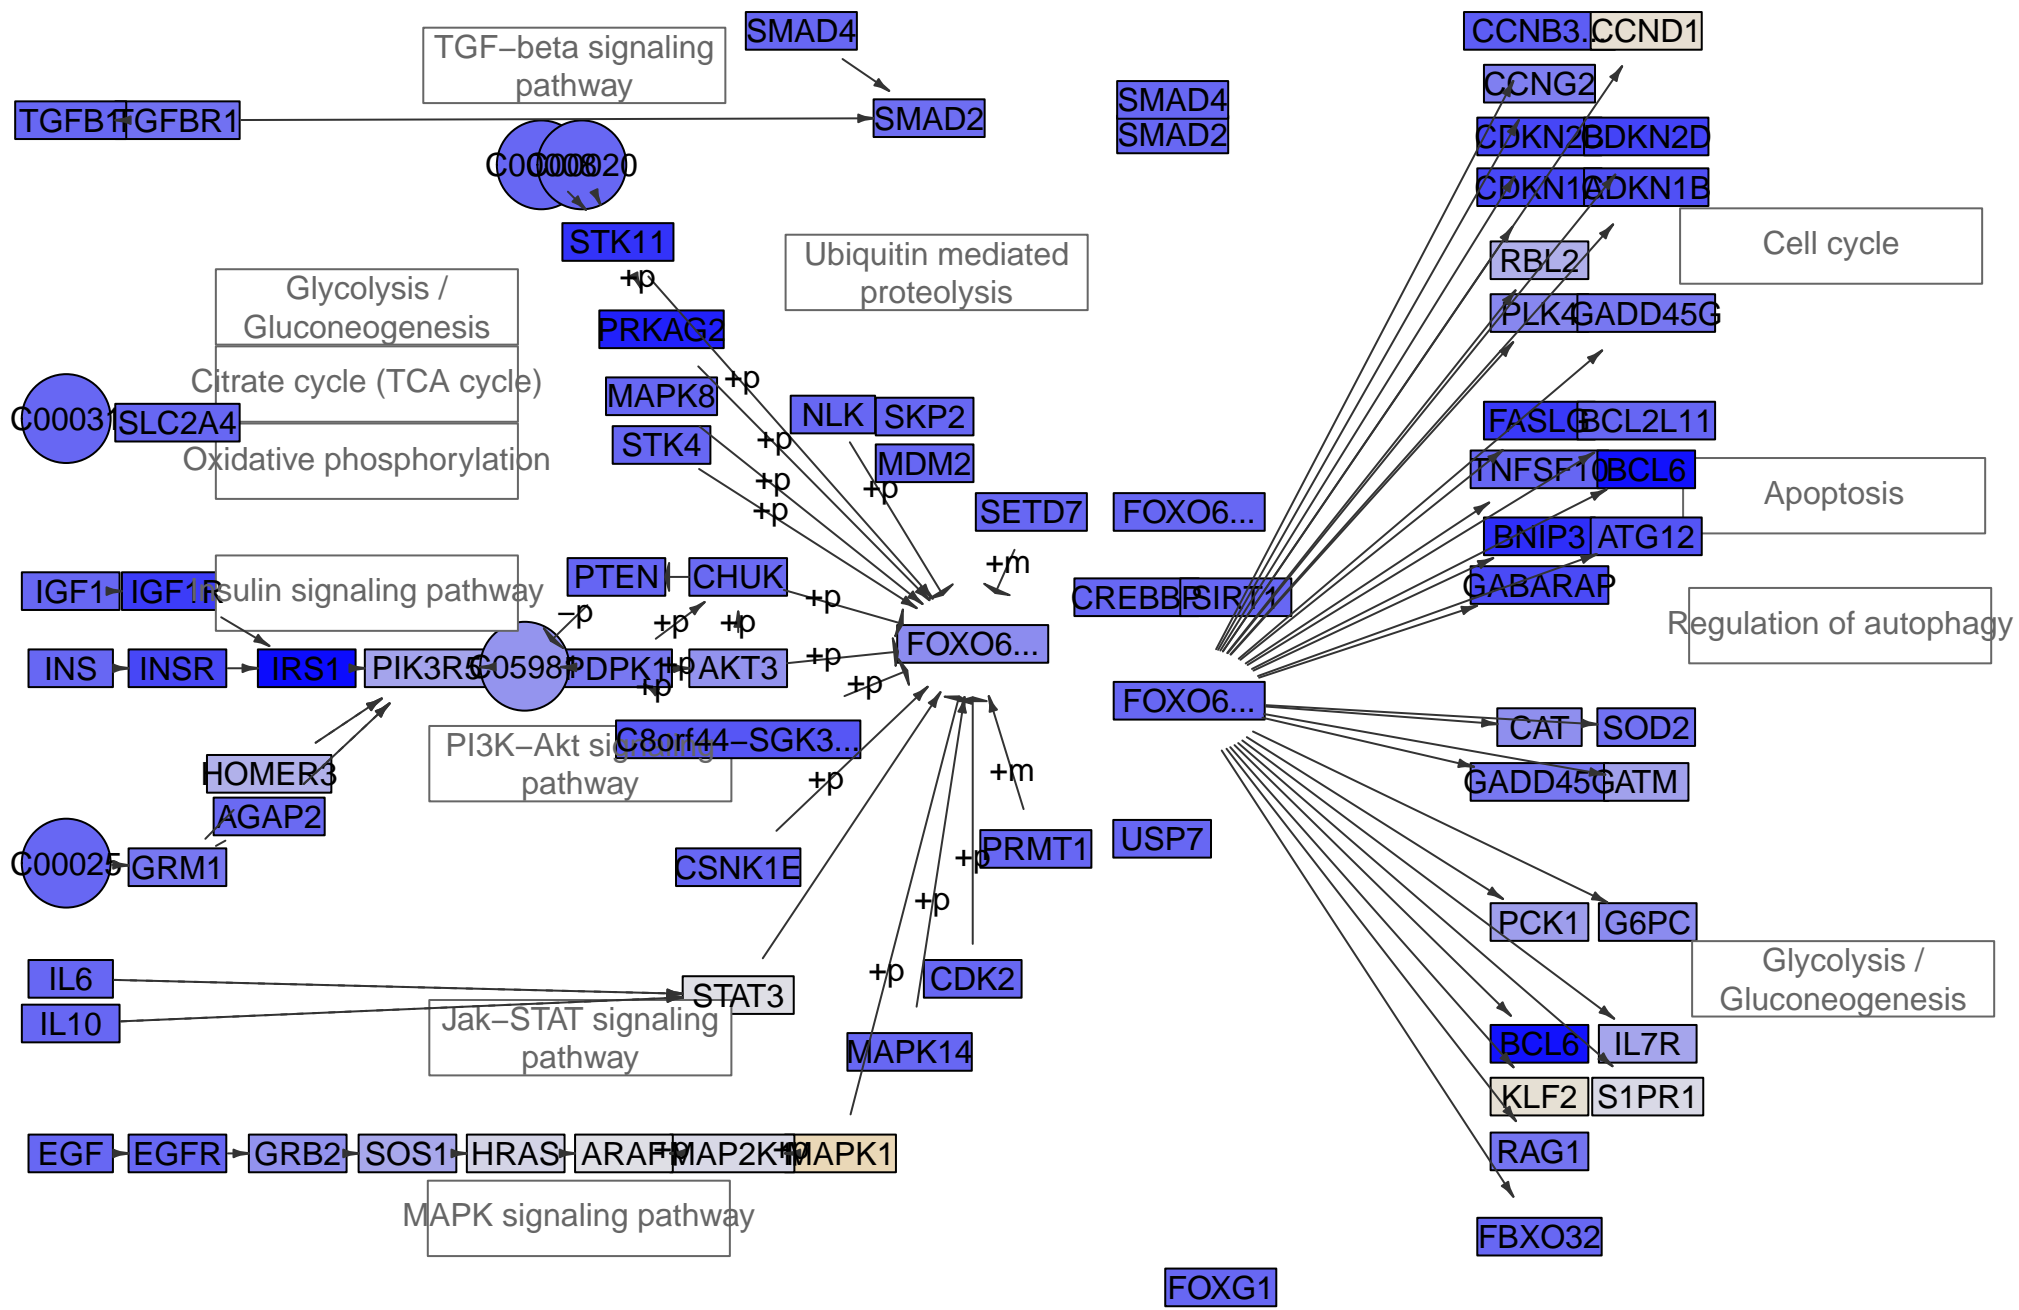 SMAD4
CCNB3...
CCND1
TGF−beta signaling
pathway
CCNG2
SMAD4
SMAD2
TGFB1
TGFBR1
SMAD2
CDKN2B
CDKN2D
C00020
CDKN1A
CDKN1B
STK11
+p
Ubiquitin mediated
proteolysis
Cell cycle
RBL2
Glycolysis /
Gluconeogenesis
PRKAG2
PLK4
GADD45G
Citrate cycle (TCA cycle)
+p
MAPK8
NLK
SKP2
FASLG
BCL2L11
C00031
SLC2A4
STK4
+p
MDM2
Oxidative phosphorylation
+p
+p
TNFSF10
BCL6
Apoptosis
+p
SETD7
FOXO6...
BNIP3
ATG12
+m
IGF1
IGF1R
Insulin signaling pathway
PTEN
CHUK
+p
CREBBP
SIRT1
GABARAP
−p
+p
+p
Regulation of autophagy
FOXO6...
INS
INSR
IRS1
PIK3R5
C05981
PDPK1
+p
AKT3
+p
+p
+p
FOXO6...
PI3K−Akt signaling
pathway
C8orf44−SGK3...
CAT
SOD2
HOMER3
+p
+m
GADD45G
GATM
AGAP2
C00025
GRM1
CSNK1E
+p
PRMT1
USP7
+p
PCK1
G6PC
IL6
STAT3
+p
CDK2
Glycolysis /
Gluconeogenesis
IL10
Jak−STAT signaling
pathway
MAPK14
BCL6
IL7R
KLF2
S1PR1
EGF
EGFR
GRB2
SOS1
HRAS
ARAF
+p
MAP2K1
+p
MAPK1
RAG1
MAPK signaling pathway
FBXO32
FOXG1